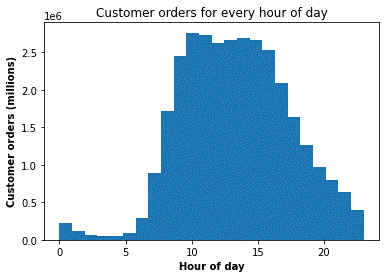 Customer orders for every hour of day
1e6
2.5
2.0
1.5
1.0
0.5
0.0
Customer orders (millions)
0 5 10 15 20
Hour of day